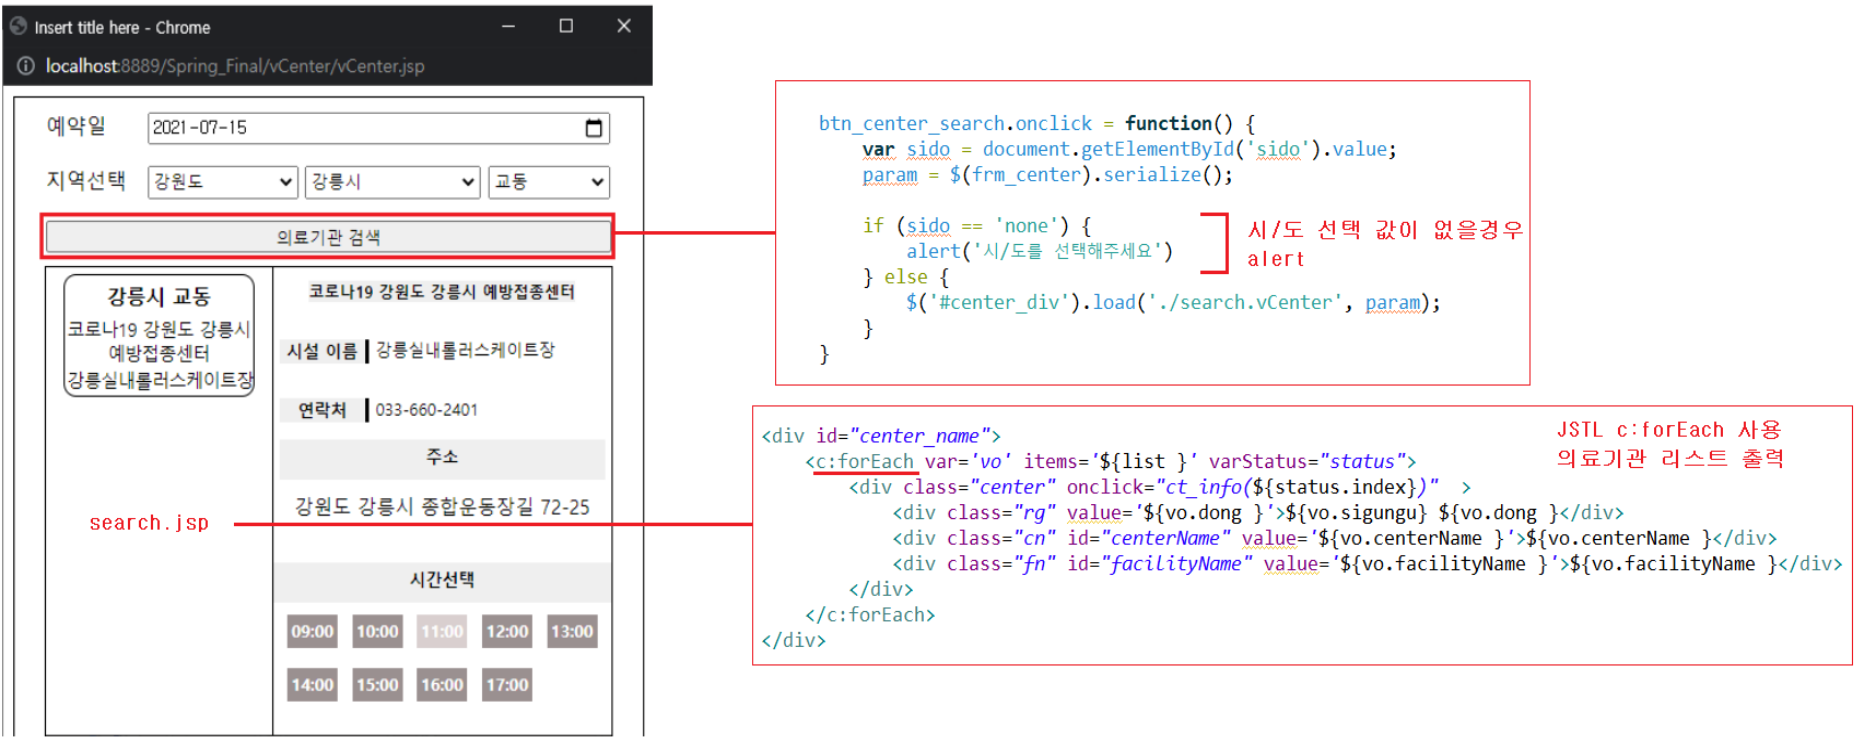 Insert title here - Chrome
localhost:8889/Spring_Final/vCenter/vCenter.jsp
예약일
2021-07-15
지역선택
강원도
강릉시
교동
의료기관 검색
강릉시 교동
코로나19 강원도 강릉시
예방접종센터
강릉실내롤러스케이트장
코로나19 강원도 강릉시 예방접종센터
시설 이름
강릉실내롤러스케이트장
연락처
033-660-2401
주소
강원도 강릉시 종합운동장길 72-25
시간선택
09:00 10:00 11:00 12:00 13:00
14:00 15:00 16:00 17:00
search.jsp
btn_center_search.onclick = function() {
var sido = document.getElementById('sido').value;
param = $(frm_center).serialize();
if (sido == 'none') {
alert('시/도를 선택해주세요')
} else {
$('#center_div').load('./search.vCenter', param);
}
}
시/도 선택 값이 없을경우
alert
JSTL c:forEach 사용
의료기관 리스트 출력
<div id="center_name">
<c:forEach var='vo' items='${list }' varStatus="status">
<div class="center" onclick="ct_info(${status.index})"  >
<div class="rg" value='${vo.dong }'>${vo.sigungu} ${vo.dong }</div>
<div class="cn" id="centerName" value='${vo.centerName }'>${vo.centerName }</div>
<div class="fn" id="facilityName" value='${vo.facilityName }'>${vo.facilityName }</div>
</div>
</c:forEach>
</div>